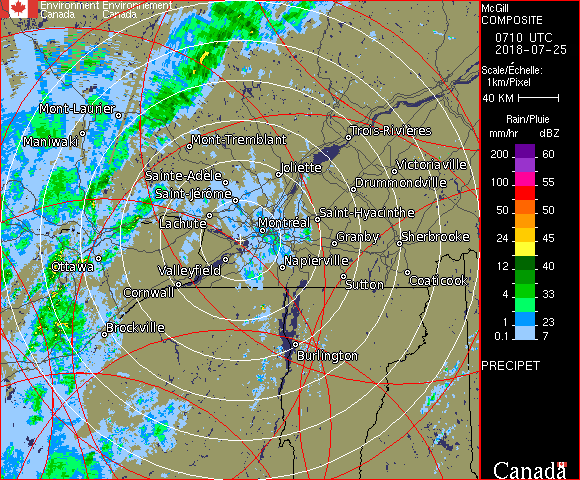 Environment Environnement
Canada Canada
McGill
COMPOSITE
0710 UTC
2018-07-25
Scale/Échelle:
1km/Pixel
40 KM
Rain/Pluie
mm/hr dBZ
200 60
150 57
100 55
50 50
24 45
12 40
4 33
1 23
0.1 7
PRECIPET
Canada
Mont-Laurier
Maniwaki
Mont-Tremblant
Trois-Rivières
Joliette
Victoriaville
Sainte-Adèle
Drummondville
Saint-Jérôme
Saint-Hyacinthe
Lachute
Montréal
Granby
Sherbrooke
Ottawa
Valleyfield
Napierville
Cornwall
Sutton
Coaticook
Brockville
Burlington